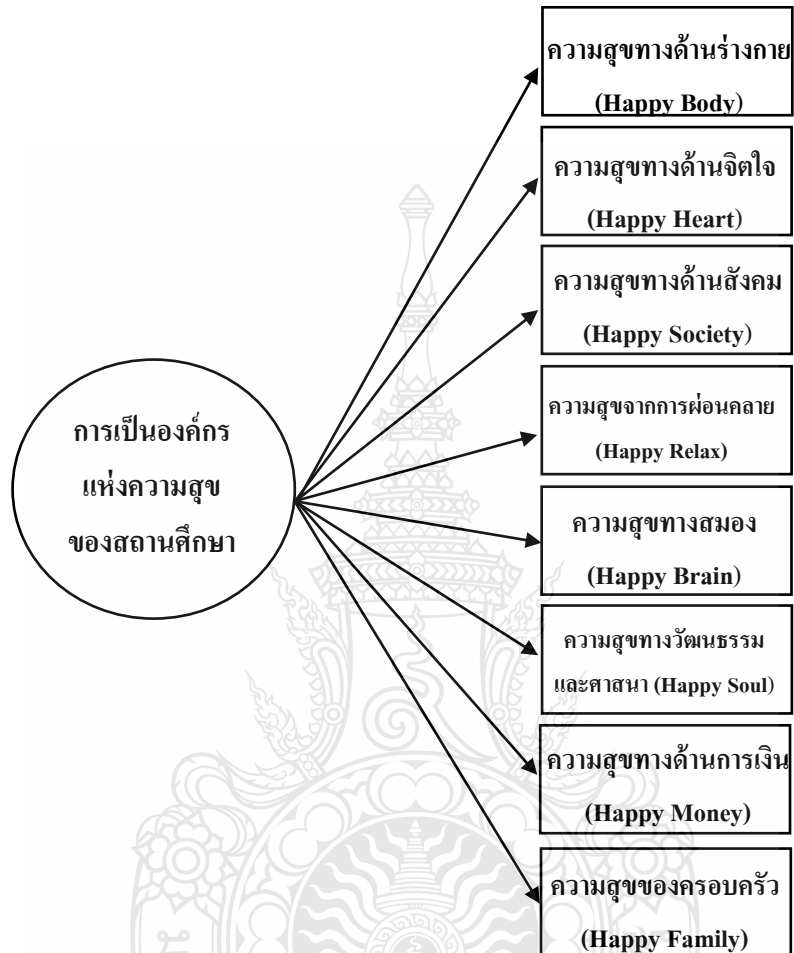 ความสุขทางด้านร่างกาย
(Happy Body)
ความสุขทางด้านจิตใจ
(Happy Heart)
ความสุขทางด้านสังคม
(Happy Society)
ความสุขจากการผ่อนคลาย
(Happy Relax)
การเป็นองค์กร
แห่งความสุข
ของสถานศึกษา
ความสุขทางสมอง
(Happy Brain)
ความสุขทางวัฒนธรรม
และศาสนา (Happy Soul)
ความสุขทางด้านการเงิน
(Happy Money)
ความสุขของครอบครัว
(Happy Family)